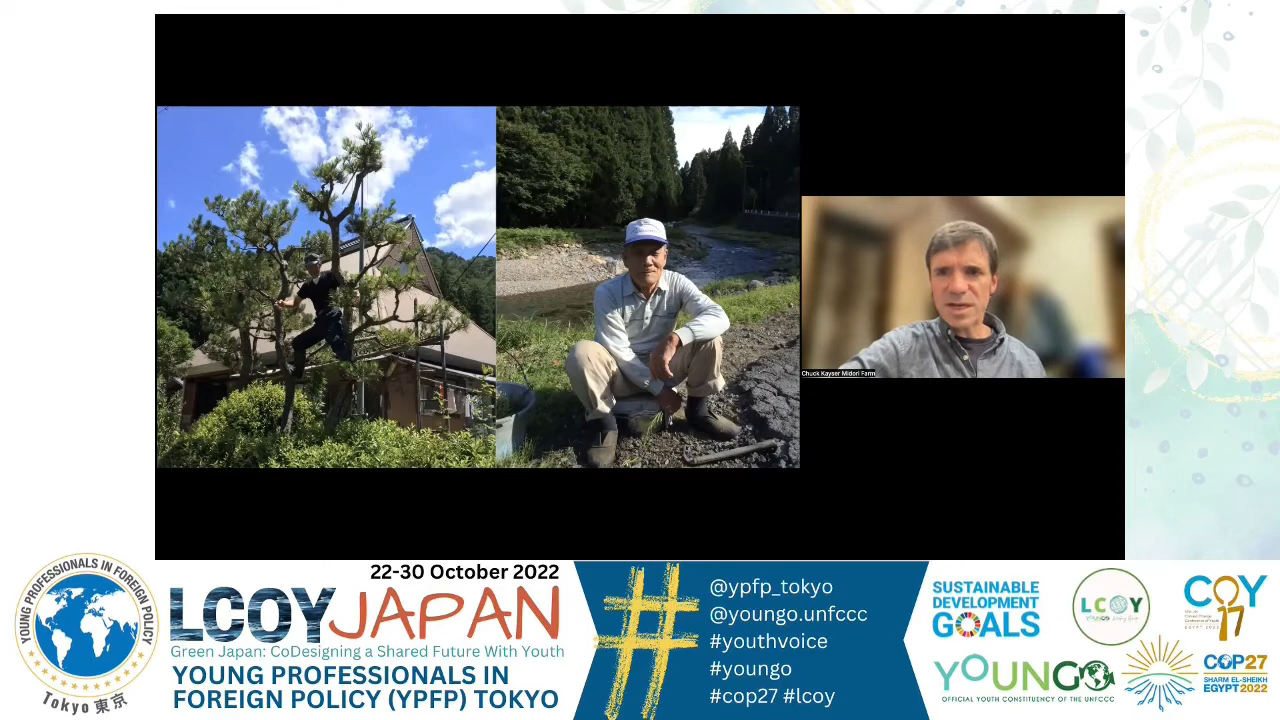 Chuck Kayser Midori Farm
YOUNG PROFESSIONALS IN FOREIGN POLICY
Tokyo 東京
22-30 October 2022
LCOY JAPAN
Green Japan: CoDesigning a Shared Future With Youth
YOUNG PROFESSIONALS IN
FOREIGN POLICY (YPFP) TOKYO
#
@ypfp_tokyo
@youngo.unfccc
#youthvoice
#youngo
#cop27 #lcoy
SUSTAINABLE
DEVELOPMENT
GOALS
LCOY
COY
17
YOUNGO
OFFICIAL YOUTH CONSTITUENCY OF THE UNFCCC
COP27
SHARM EL-SHEIKH
EGYPT2022